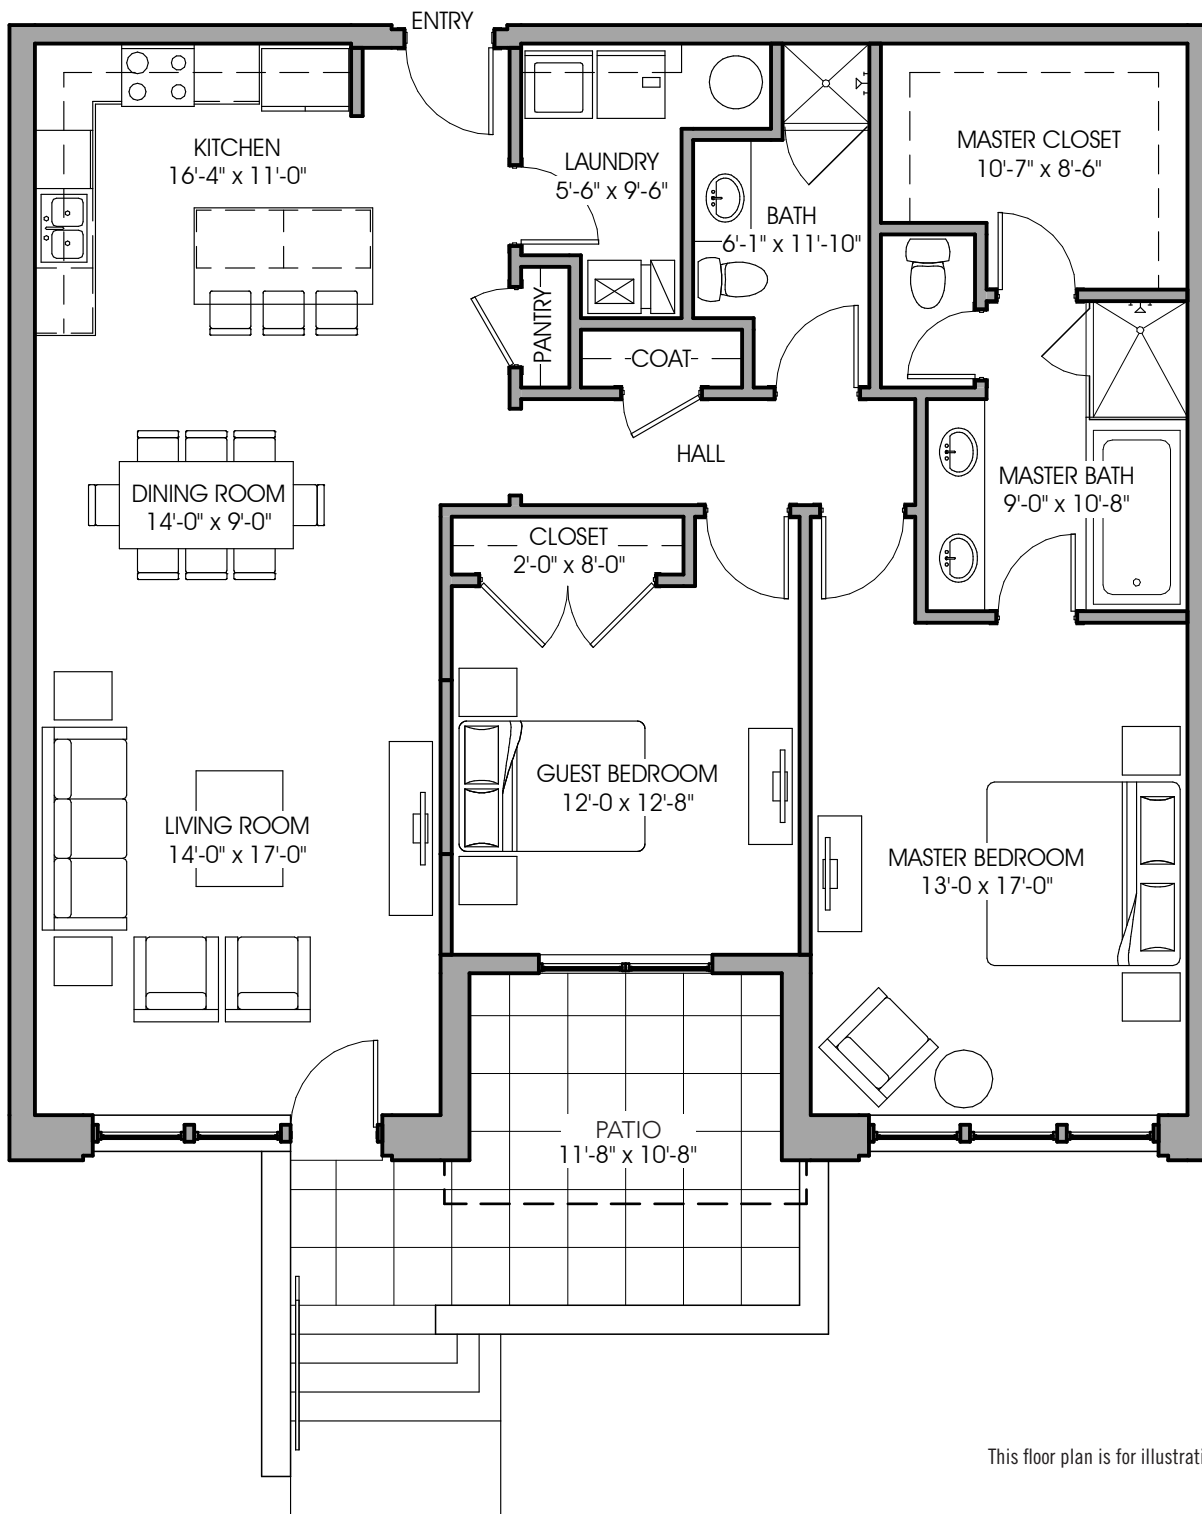 ENTRY
KITCHEN
16'-4" x 11'-0"
LAUNDRY
5'-6" x 9'-6"
BATH
6'-1" x 11'-10"
MASTER CLOSET
10'-7" x 8'-6"
PANTRY
COAT
HALL
DINING ROOM
14'-0" x 9'-0"
MASTER BATH
9'-0" x 10'-8"
CLOSET
2'-0" x 8'-0"
GUEST BEDROOM
12'-0 x 12'-8"
LIVING ROOM
14'-0" x 17'-0"
MASTER BEDROOM
13'-0 x 17'-0"
PATIO
11'-8" x 10'-8"
This floor plan is for illustrati